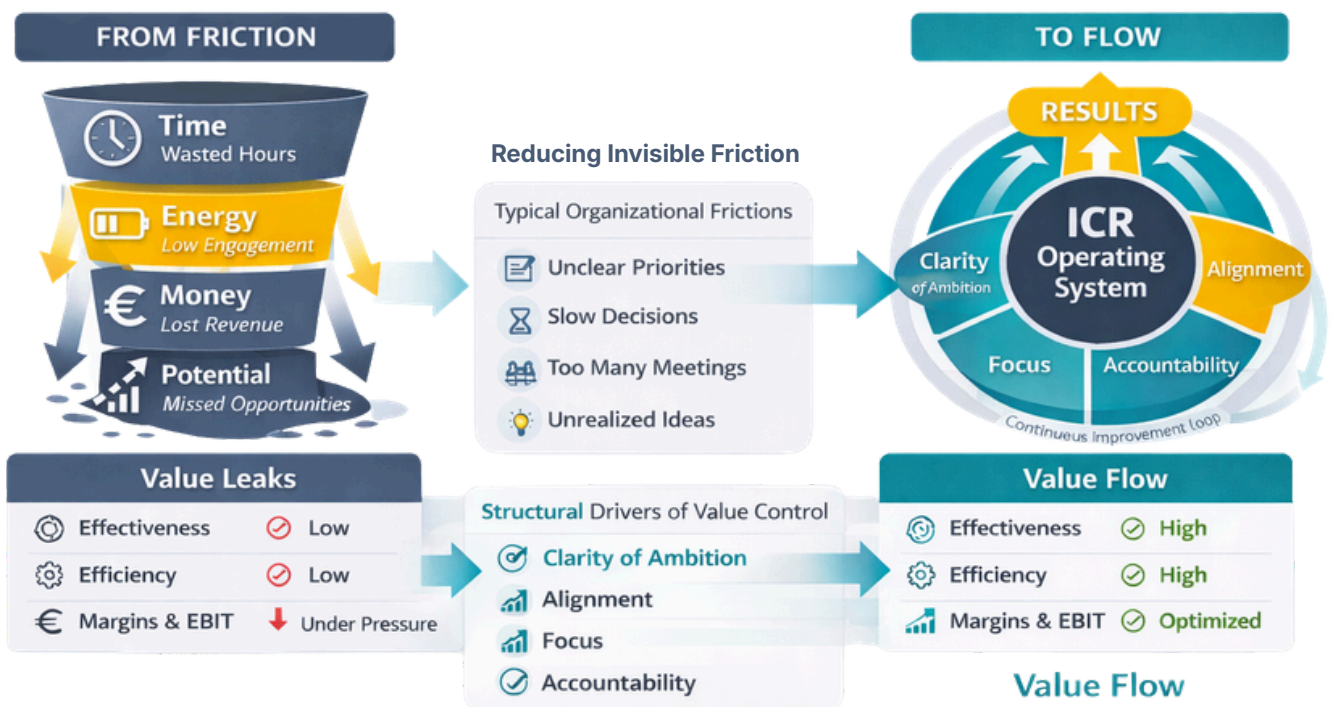 FROM FRICTION
TO FLOW
Time
Wasted Hours
Energy
Low Engagement
Money
Lost Revenue
Potential
Missed Opportunities
Reducing Invisible Friction
Typical Organizational Frictions
Unclear Priorities
Slow Decisions
Too Many Meetings
Unrealized Ideas
RESULTS
ICR
Operating
System
Clarity
of Ambition
Alignment
Focus
Accountability
Continueus Improvement Loop
Value Leaks
Effectiveness Low
Efficiency Low
€ Margins & EBIT Under Pressure
Structural Drivers of Value Control
Clarity of Ambition
Alignment
Focus
Accountability
Value Flow
Effectiveness High
Efficiency High
Margins & EBIT Optimized
Value Flow